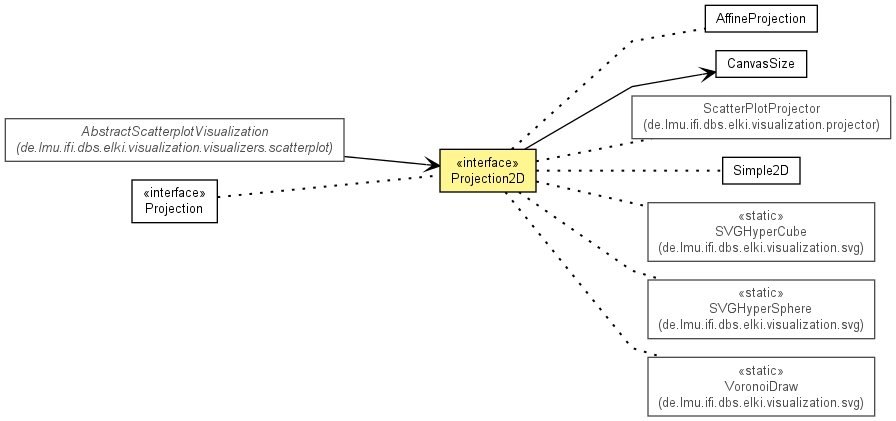 AffineProjection
CanvasSize
ScatterPlotProjector
(de.lmu.ifi.dbs.elki.visualization.projector)
AbstractScatterplotVisualization
(de.lmu.ifi.dbs.elki.visualization.visualizers.scatterplot)
«interface»
Projection2D
Simple2D
«interface»
Projection
«static»
SVGHyperCube
(de.lmu.ifi.dbs.elki.visualization.svg)
«static»
SVGHyperSphere
(de.lmu.ifi.dbs.elki.visualization.svg)
«static»
VoronoiDraw
(de.lmu.ifi.dbs.elki.visualization.svg)